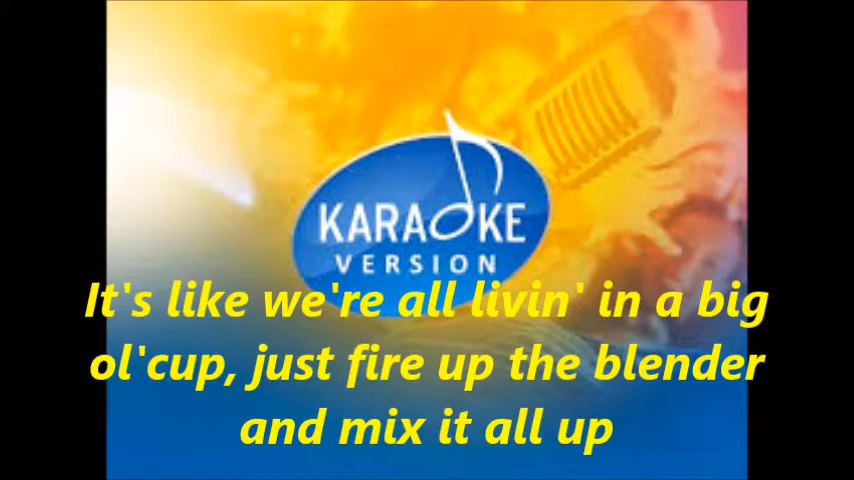 KARAOKE
VERSION
It's like we're all livin' in a big
ol'cup, just fire up the blender
and mix it all up